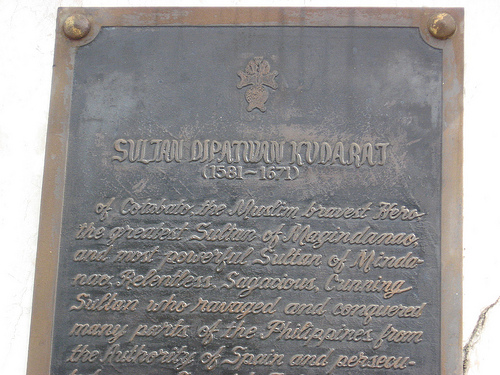 SULTAN DIPATWAN KUDARAT
(1581-1671)
of Cotabato, the Muslim bravest Hero,
the greatest Sultan of Magindanao,
and most powerful Sultan of Minda-
nao, Relentless, Sagacious, Cunning
Sultan who ravaged and conquered
many parts of the Philippines from
the Authority of Spain and persecu-